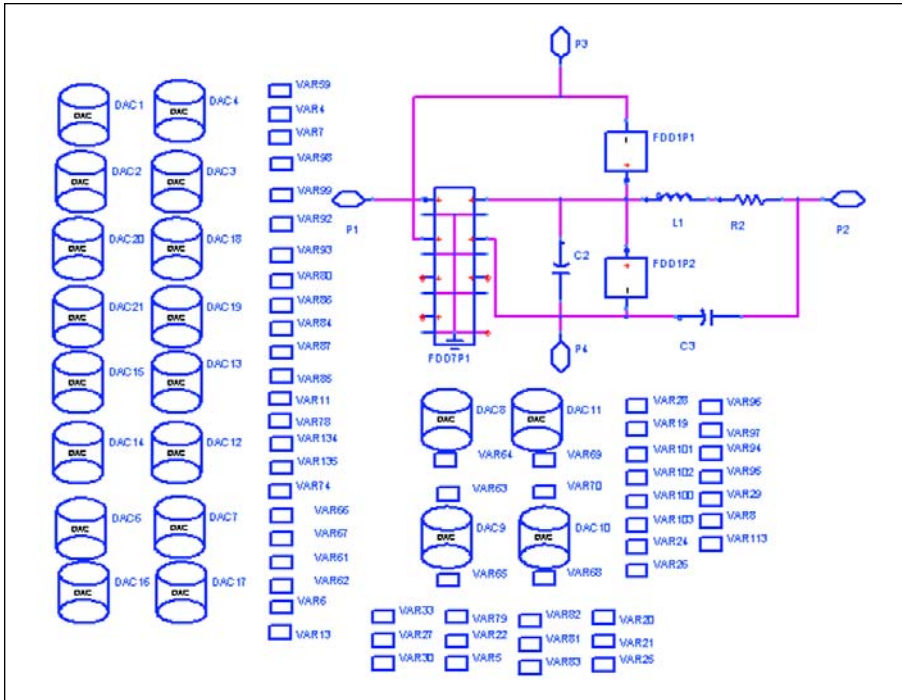 P3
DAC1
DAC
DAC4
DAC
VAR59
VAR4
VAR7
VAR98
FDD1P1
DAC2
DAC
DAC3
DAC
VAR99
P1
L1
R2
P2
VAR92
DAC20
DAC
DAC18
DAC
VAR93
C2
FDD1P2
VAR80
VAR86
DAC21
DAC
DAC19
DAC
VAR84
C3
VAR87
P4
FDD7P1
DAC15
DAC
DAC13
DAC
VAR85
VAR11
VAR78
DAC8
DAC
DAC11
DAC
VAR28
VAR96
VAR19
VAR97
DAC14
DAC
DAC12
DAC
VAR134
VAR135
VAR64
VAR69
VAR101
VAR94
VAR74
VAR63
VAR70
VAR102
VAR95
VAR66
VAR100
VAR29
DAC6
DAC
DAC7
DAC
VAR67
DAC9
DAC
DAC10
DAC
VAR103
VAR8
VAR61
VAR24
VAR113
DAC16
DAC
DAC17
DAC
VAR62
VAR65
VAR68
VAR26
VAR6
VAR13
VAR33
VAR79
VAR82
VAR20
VAR27
VAR22
VAR81
VAR21
VAR30
VAR5
VAR83
VAR25